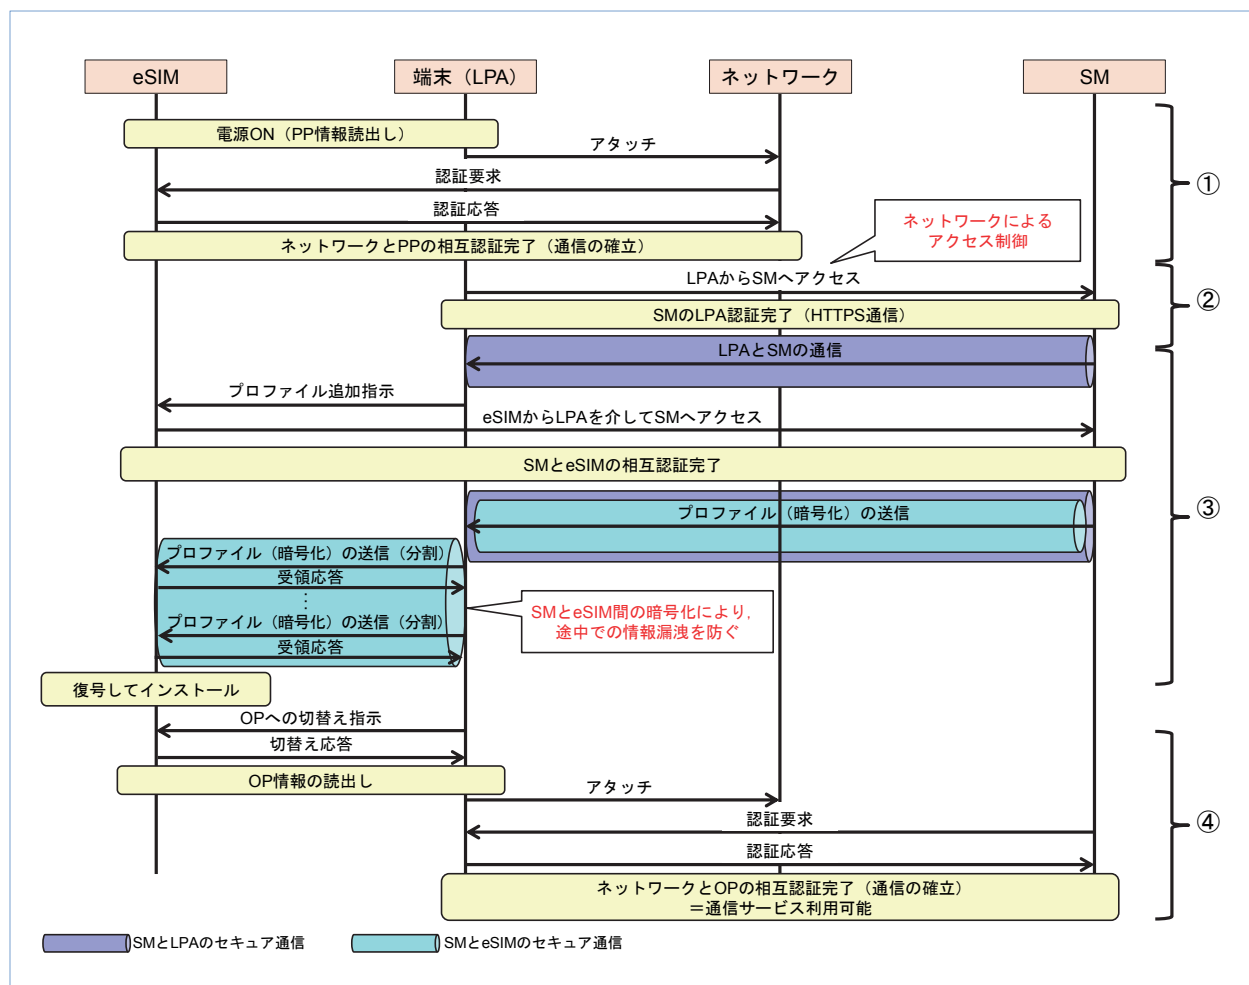 eSIM
端末（LPA）
ネットワーク
SM
電源ON（PP情報読出し）
アタッチ
認証要求
①
認証応答
ネットワークによる
アクセス制御
ネットワークとPPの相互認証完了（通信の確立）
LPAからSMへアクセス
②
SMのLPA認証完了（HTTPS通信）
LPAとSMの通信
プロファイル追加指示
eSIMからLPAを介してSMへアクセス
SMとeSIMの相互認証完了
③
プロファイル（暗号化）の送信
プロファイル（暗号化）の送信（分割）
受領応答
⋮
SMとeSIM間の暗号化により，
途中での情報漏洩を防ぐ
プロファイル（暗号化）の送信（分割）
受領応答
復号してインストール
OPへの切替え指示
切替え応答
OP情報の読出し
アタッチ
認証要求
④
認証応答
ネットワークとOPの相互認証完了（通信の確立）
＝通信サービス利用可能
SMとLPAのセキュア通信
SMとeSIMのセキュア通信